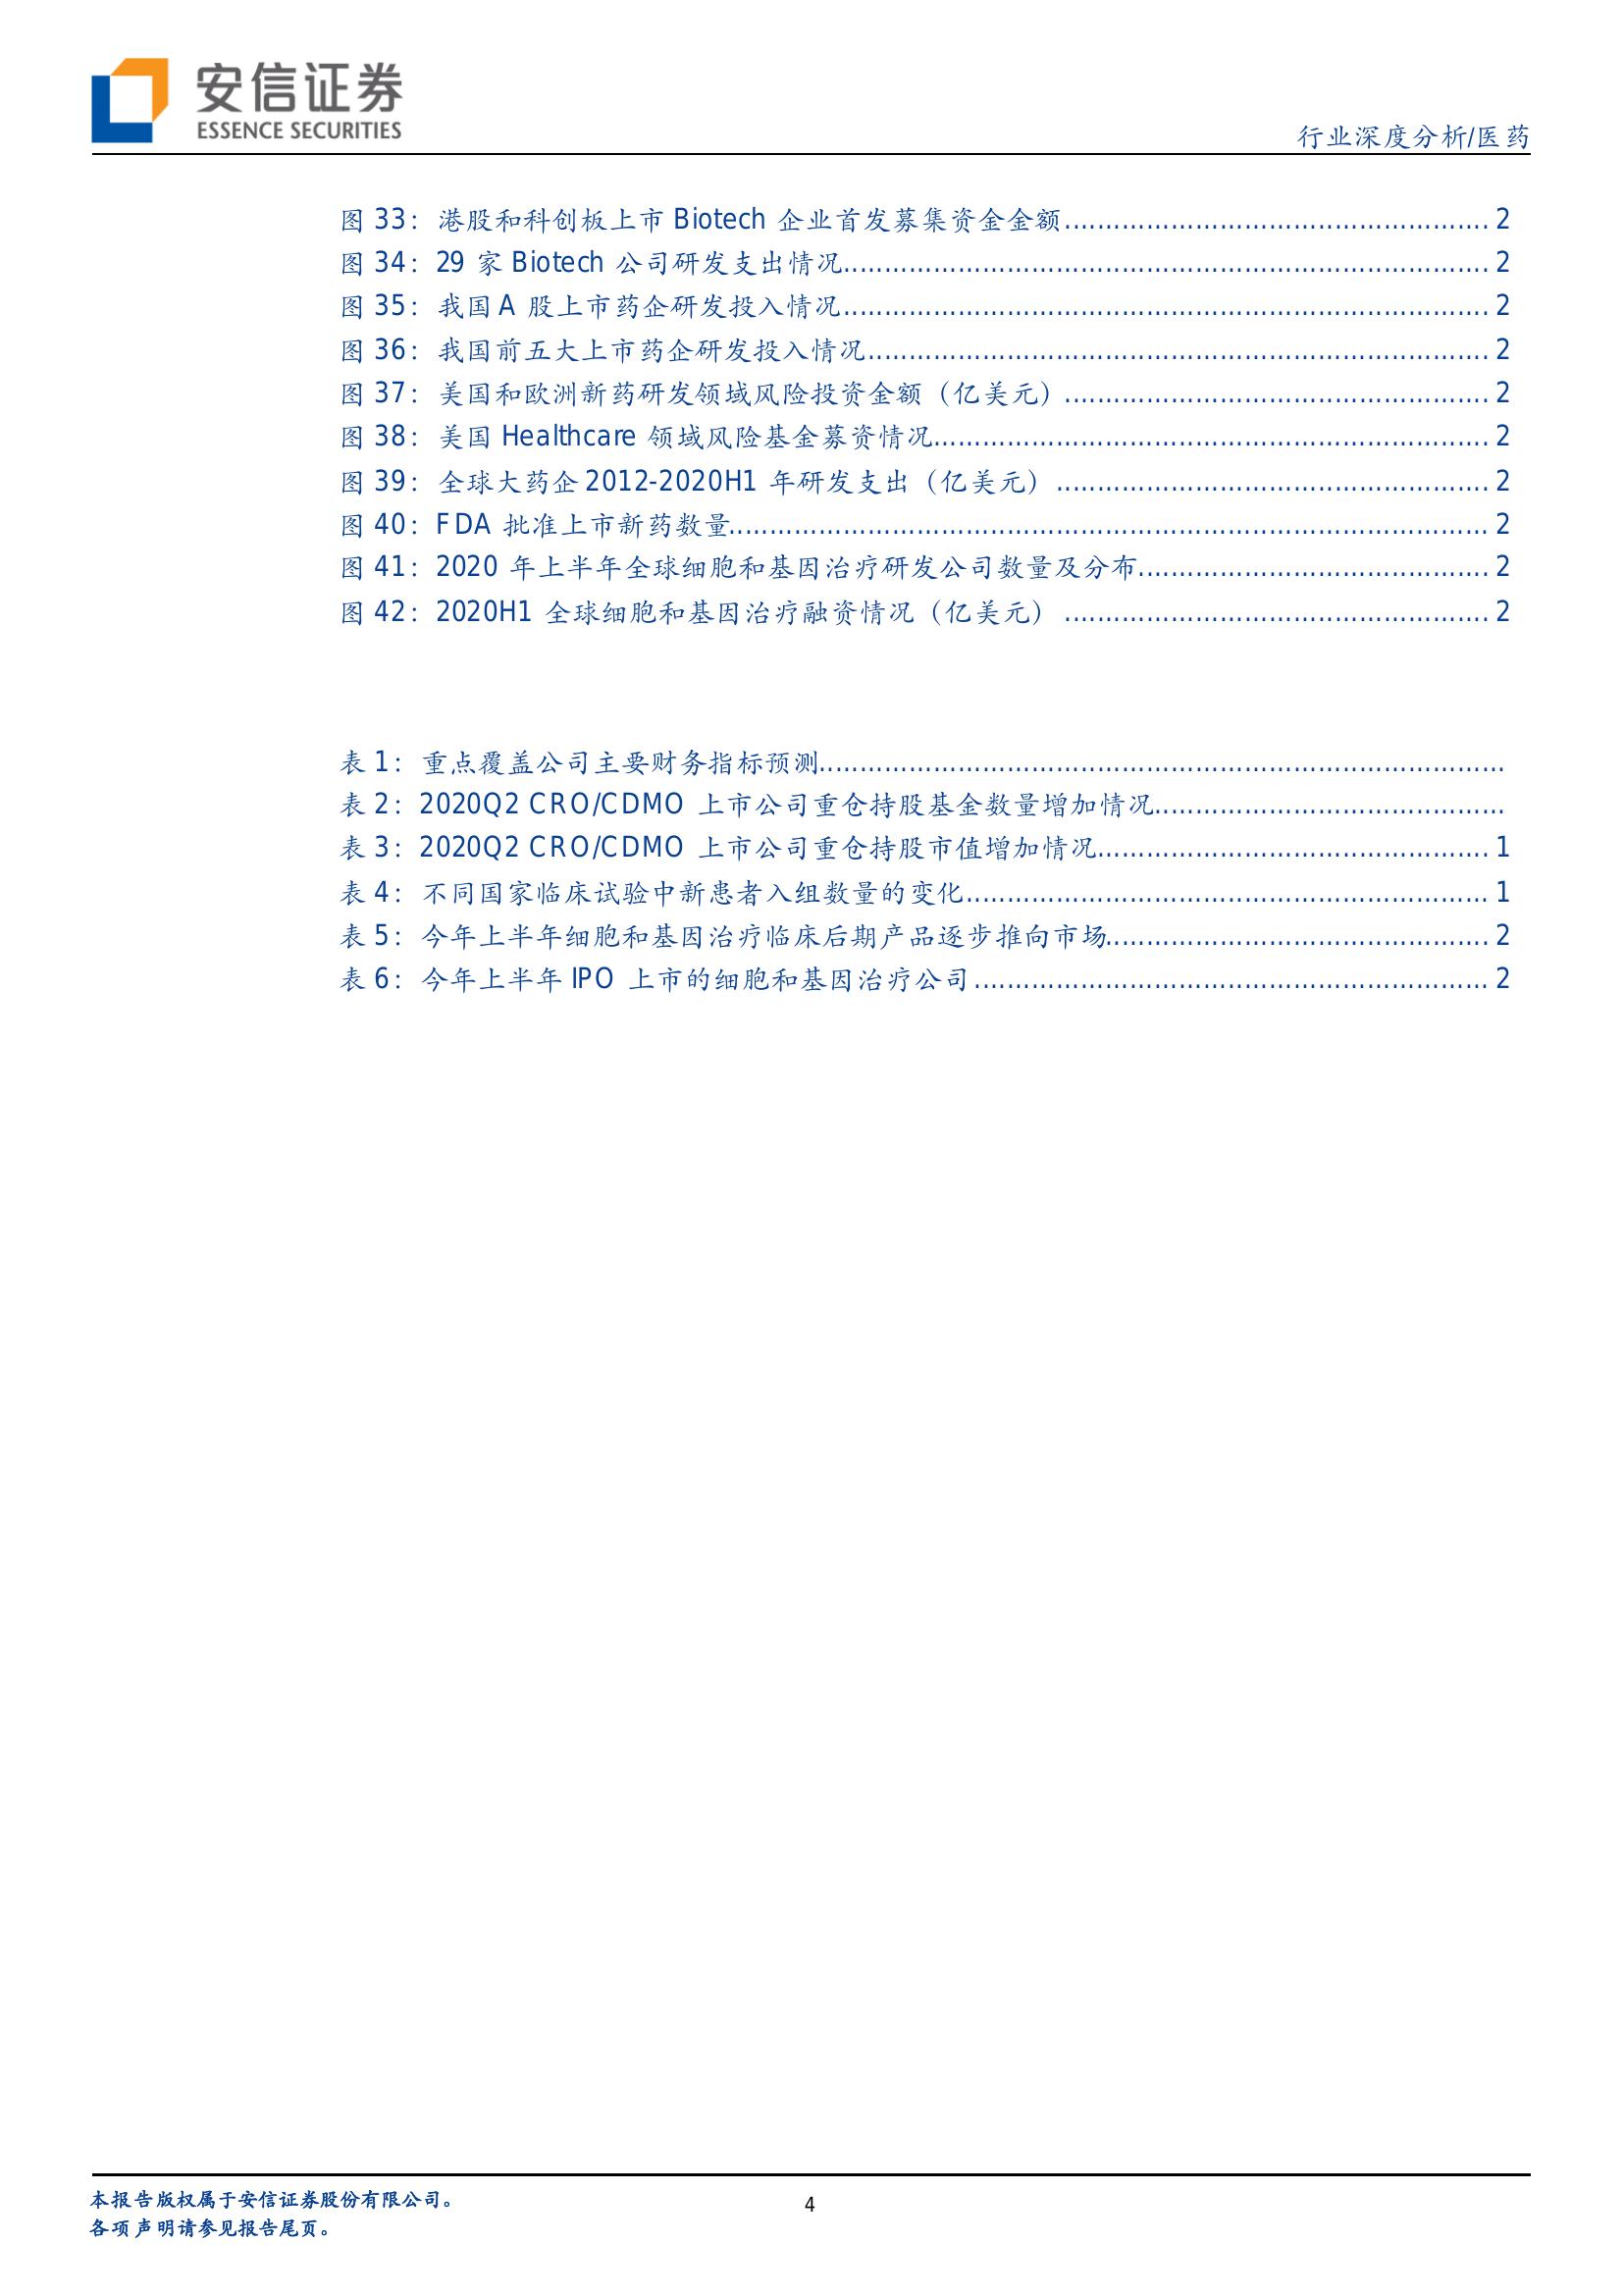 安信证券
ESSENCE SECURITIES
行业深度分析/医药
图 33：港股和科创板上市 Biotech 企业首发募集资金金额.................................................... 2
图 34：29 家 Biotech 公司研发支出情况............................................................................... 2
图 35：我国 A 股上市药企研发投入情况............................................................................... 2
图 36：我国前五大上市药企研发投入情况............................................................................ 2
图 37：美国和欧洲新药研发领域风险投资金额（亿美元）.................................................... 2
图 38：美国 Healthcare 领域风险基金募资情况.................................................................... 2
图 39：全球大药企 2012-2020H1 年研发支出（亿美元）..................................................... 2
图 40：FDA 批准上市新药数量............................................................................................. 2
图 41：2020 年上半年全球细胞和基因治疗研发公司数量及分布........................................... 2
图 42：2020H1 全球细胞和基因治疗融资情况（亿美元）.................................................... 2
表 1：重点覆盖公司主要财务指标预测....................................................................................
表 2：2020Q2 CRO/CDMO 上市公司重仓持股基金数量增加情况...........................................
表 3：2020Q2 CRO/CDMO 上市公司重仓持股市值增加情况................................................ 1
表 4：不同国家临床试验中新患者入组数量的变化................................................................ 1
表 5：今年上半年细胞和基因治疗临床后期产品逐步推向市场............................................... 2
表 6：今年上半年 IPO 上市的细胞和基因治疗公司............................................................... 2
本报告版权属于安信证券股份有限公司。
4
各项声明请参见报告尾页。